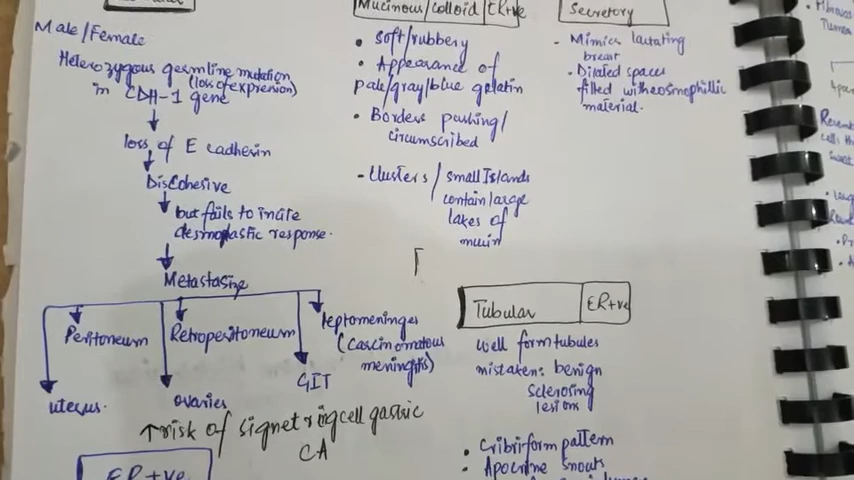 Male/Female
Heterozygous germline mutation
(loss of expression)
in CDH-1 gene
loss of E cadherin
Discohesive
but fails to incite
desmoplastic response.
Metastasize
Peritoneum
Retroperitoneum
leptomeninges
(carcinomatous
meningitis)
GIT
uterus.
ovaries
↑risk of signet ring cell gastric
CA
ER+ve
Mucinous/colloid ER+ve
• Soft/rubbery
• Appearance of
pale/gray/blue gelatin
• Borders pushing/
circumscribed
- Clusters/small Islands
contain large
lakes of
mucin
Tubular ER+ve
well form tubules
mistaken: benign
sclerosing
lesions
• Cribriform pattern
• Apocrine snouts
Secretory
- Mimics lactating
breast
• Dilated spaces
filled with eosinophillic
material.